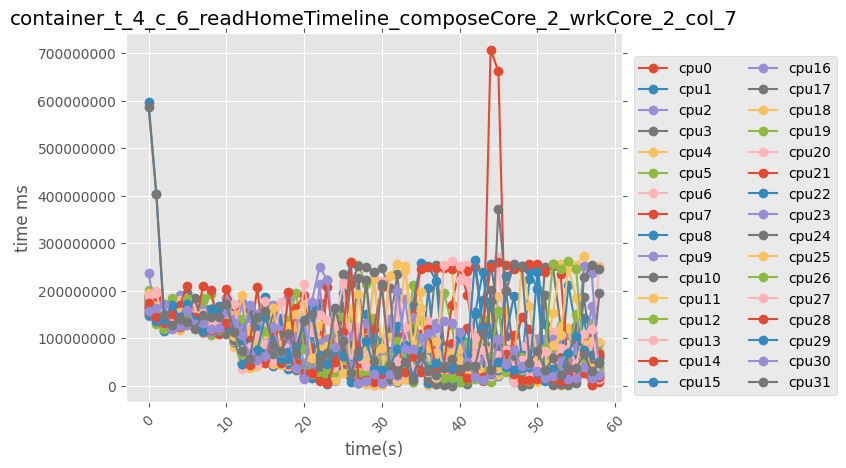 container_t_4_c_6_readHomeTimeline_composeCore_2_wrkCore_2_col_7
time ms
700000000
600000000
500000000
400000000
300000000
200000000
100000000
0
0
10
20
30
40
50
60
time(s)
cpu0
cpu1
cpu2
cpu3
cpu4
cpu5
cpu6
cpu7
cpu8
cpu9
cpu10
cpu11
cpu12
cpu13
cpu14
cpu15
cpu16
cpu17
cpu18
cpu19
cpu20
cpu21
cpu22
cpu23
cpu24
cpu25
cpu26
cpu27
cpu28
cpu29
cpu30
cpu31